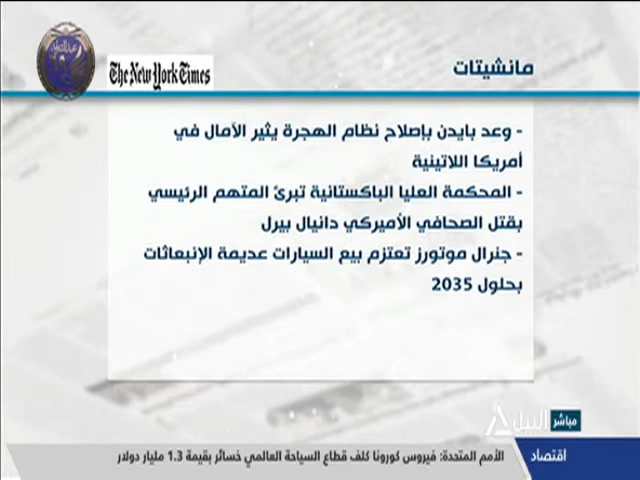 مانشيتات
The New York Times
- وعد بايدن بإصلاح نظام الهجرة يثير الآمال في
أمريكا اللاتينية
- المحكمة العليا الباكستانية تبرئ المتهم الرئيسي
بقتل الصحافي الأميركي دانيال بيرل
- جنرال موتورز تعتزم بيع السيارات عديمة الإنبعاثات
بحلول 2035
مباشر النيل
اقتصاد
الأمم المتحدة: فيروس كورونا كلف قطاع السياحة العالمي خسائر بقيمة 1.3 مليار دولار